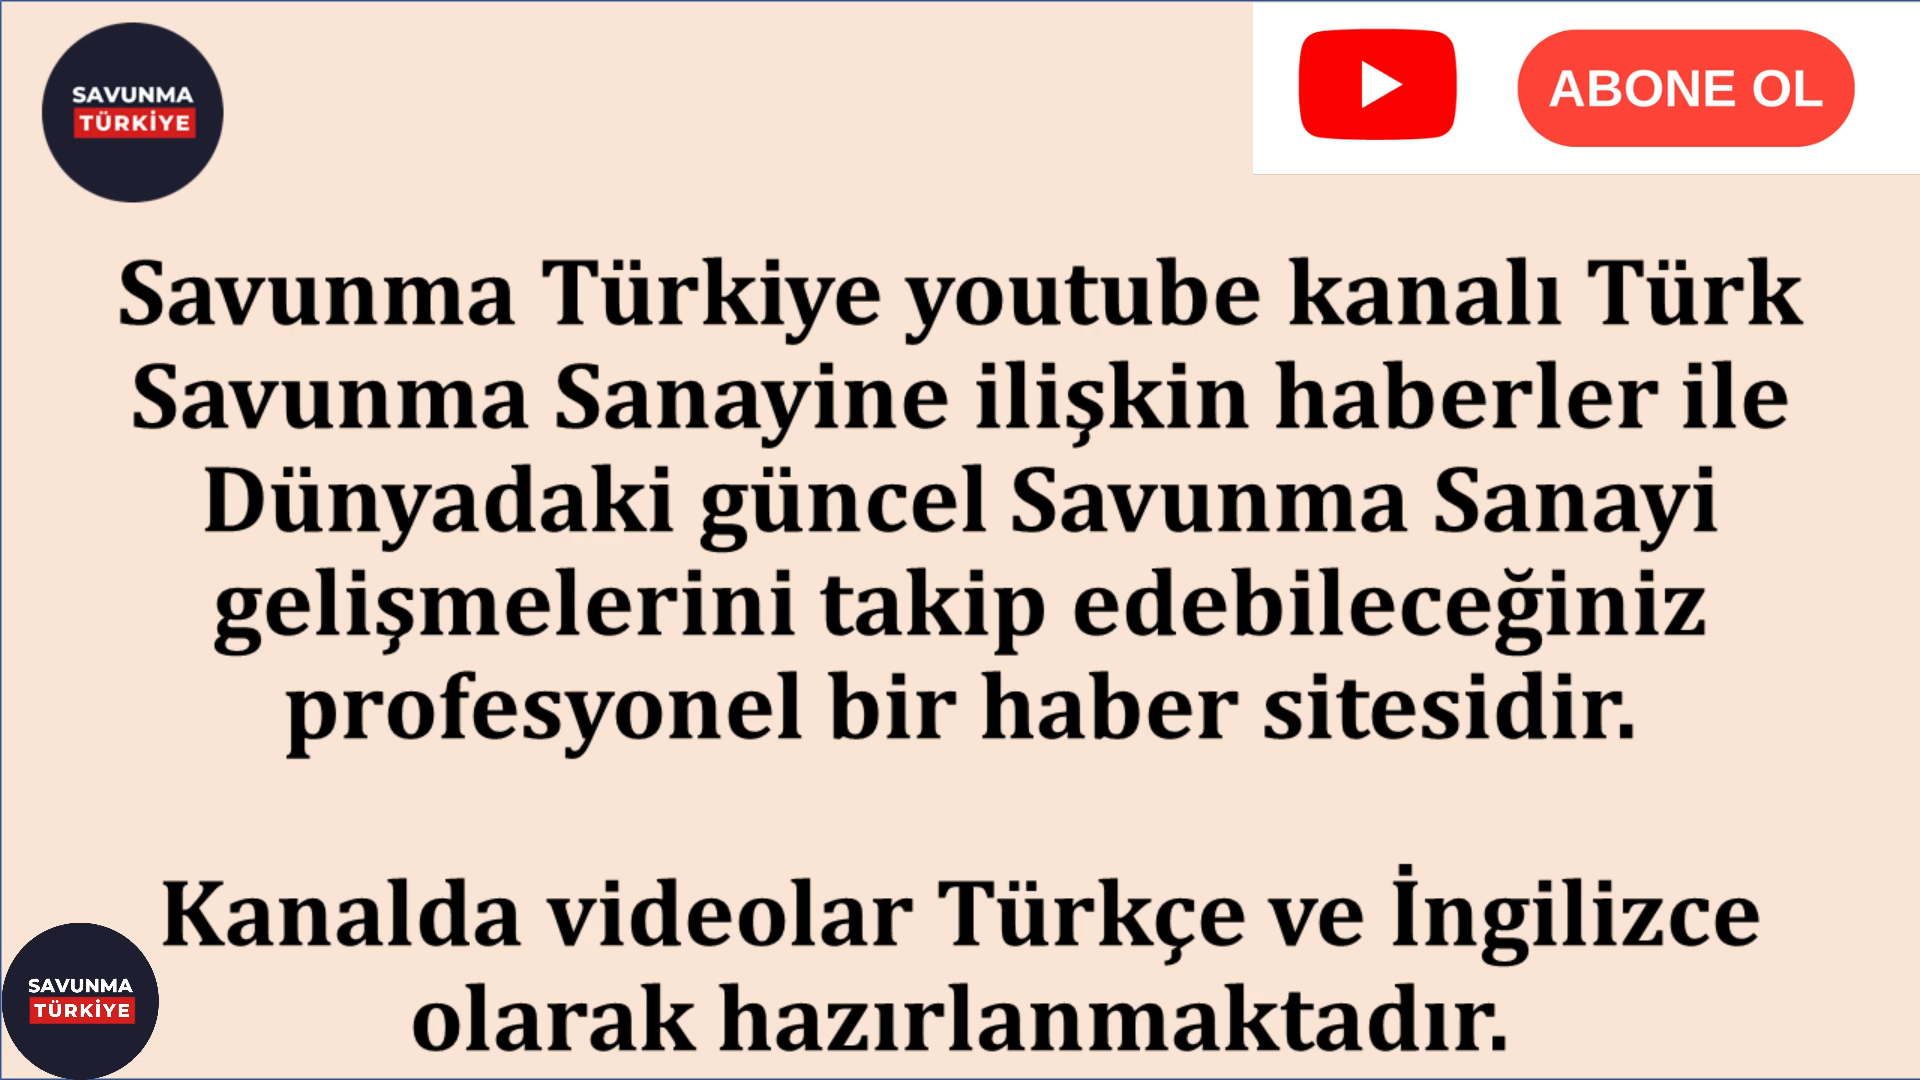 SAVUNMA
TÜRKİYE
ABONE OL
Savunma Türkiye youtube kanalı Türk
Savunma Sanayine ilişkin haberler ile
Dünyadaki güncel Savunma Sanayi
gelişmelerini takip edebileceğiniz
profesyonel bir haber sitesidir.
Kanalda videolar Türkçe ve İngilizce
olarak hazırlanmaktadır.
SAVUNMA
TÜRKİYE